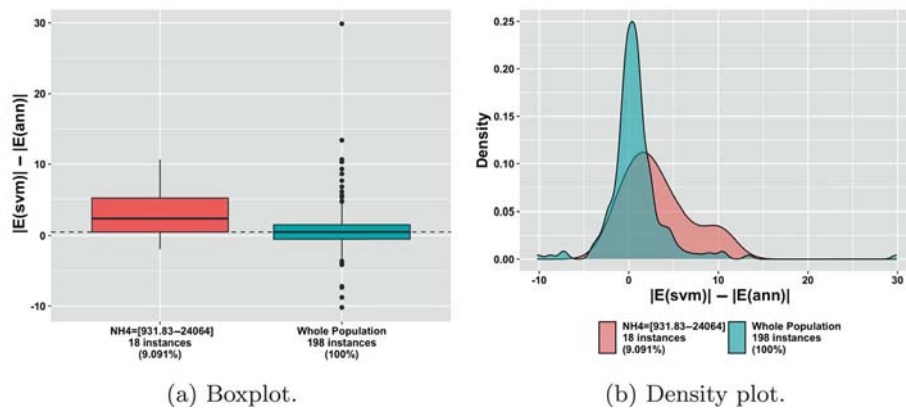 |E(svm)| − |E(ann)|
30
20
10
0
-10
NH4=[931.83−24064]
18 instances
(9.091%)
Whole Population
198 instances
(100%)
(a) Boxplot.
Density
0.25
0.20
0.15
0.10
0.05
0.00
-10
0
10
20
30
|E(svm)| − |E(ann)|
NH4=[931.83−24064]
18 instances
(9.091%)
Whole Population
198 instances
(100%)
(b) Density plot.